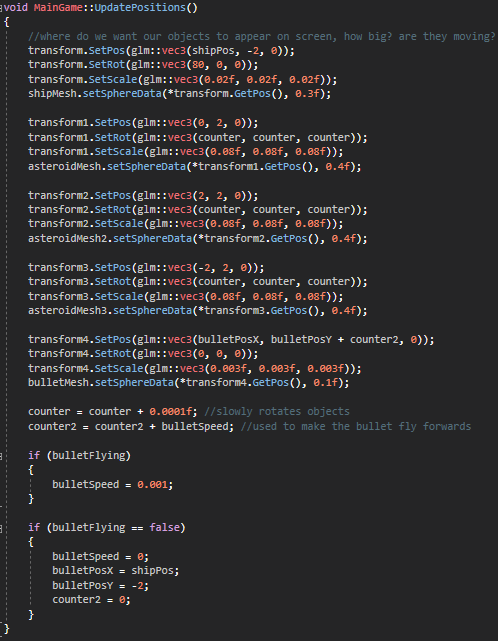 void MainGame::UpdatePositions()
{
//where do we want our objects to appear on screen, how big? are they moving?
transform.SetPos(glm::vec3(shipPos, -2, 0));
transform.SetRot(glm::vec3(80, 0, 0));
transform.SetScale(glm::vec3(0.02f, 0.02f, 0.02f));
shipMesh.setSphereData(*transform.GetPos(), 0.3f);
transform1.SetPos(glm::vec3(0, 2, 0));
transform1.SetRot(glm::vec3(counter, counter, counter));
transform1.SetScale(glm::vec3(0.08f, 0.08f, 0.08f));
asteroidMesh.setSphereData(*transform1.GetPos(), 0.4f);
transform2.SetPos(glm::vec3(2, 2, 0));
transform2.SetRot(glm::vec3(counter, counter, counter));
transform2.SetScale(glm::vec3(0.08f, 0.08f, 0.08f));
asteroidMesh2.setSphereData(*transform2.GetPos(), 0.4f);
transform3.SetPos(glm::vec3(-2, 2, 0));
transform3.SetRot(glm::vec3(counter, counter, counter));
transform3.SetScale(glm::vec3(0.08f, 0.08f, 0.08f));
asteroidMesh3.setSphereData(*transform3.GetPos(), 0.4f);
transform4.SetPos(glm::vec3(bulletPosX, bulletPosY + counter2, 0));
transform4.SetRot(glm::vec3(0, 0, 0));
transform4.SetScale(glm::vec3(0.003f, 0.003f, 0.003f));
bulletMesh.setSphereData(*transform4.GetPos(), 0.1f);
counter = counter + 0.0001f; //slowly rotates objects
counter2 = counter2 + bulletSpeed; //used to make the bullet fly forwards
if (bulletFlying)
{
bulletSpeed = 0.001;
}
if (bulletFlying == false)
{
bulletSpeed = 0;
bulletPosX = shipPos;
bulletPosY = -2;
counter2 = 0;
}
}